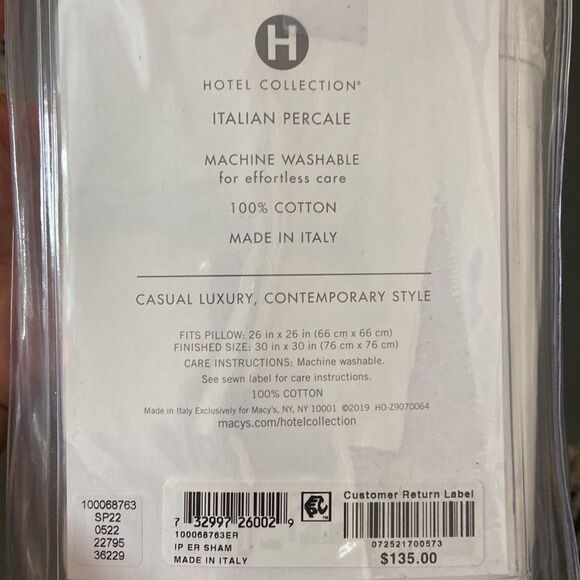 H
HOTEL COLLECTION®
ITALIAN PERCALE
MACHINE WASHABLE
for effortless care
100% COTTON
MADE IN ITALY
CASUAL LUXURY, CONTEMPORARY STYLE
FITS PILLOW: 26 in x 26 in (66 cm x 66 cm)
FINISHED SIZE: 30 in x 30 in (76 cm x 76 cm)
CARE INSTRUCTIONS: Machine washable.
See sewn label for care instructions.
100% COTTON
Made in Italy Exclusively for Macy's, NY, NY 10001 ©2019 HO-Z9070064
macys.com/hotelcollection
100068763
SP22
0522
22795
36229
7 32997 26002 9
100068763ER
IP ER SHAM
MADE IN ITALY
Customer Return Label
072521700573
$135.00